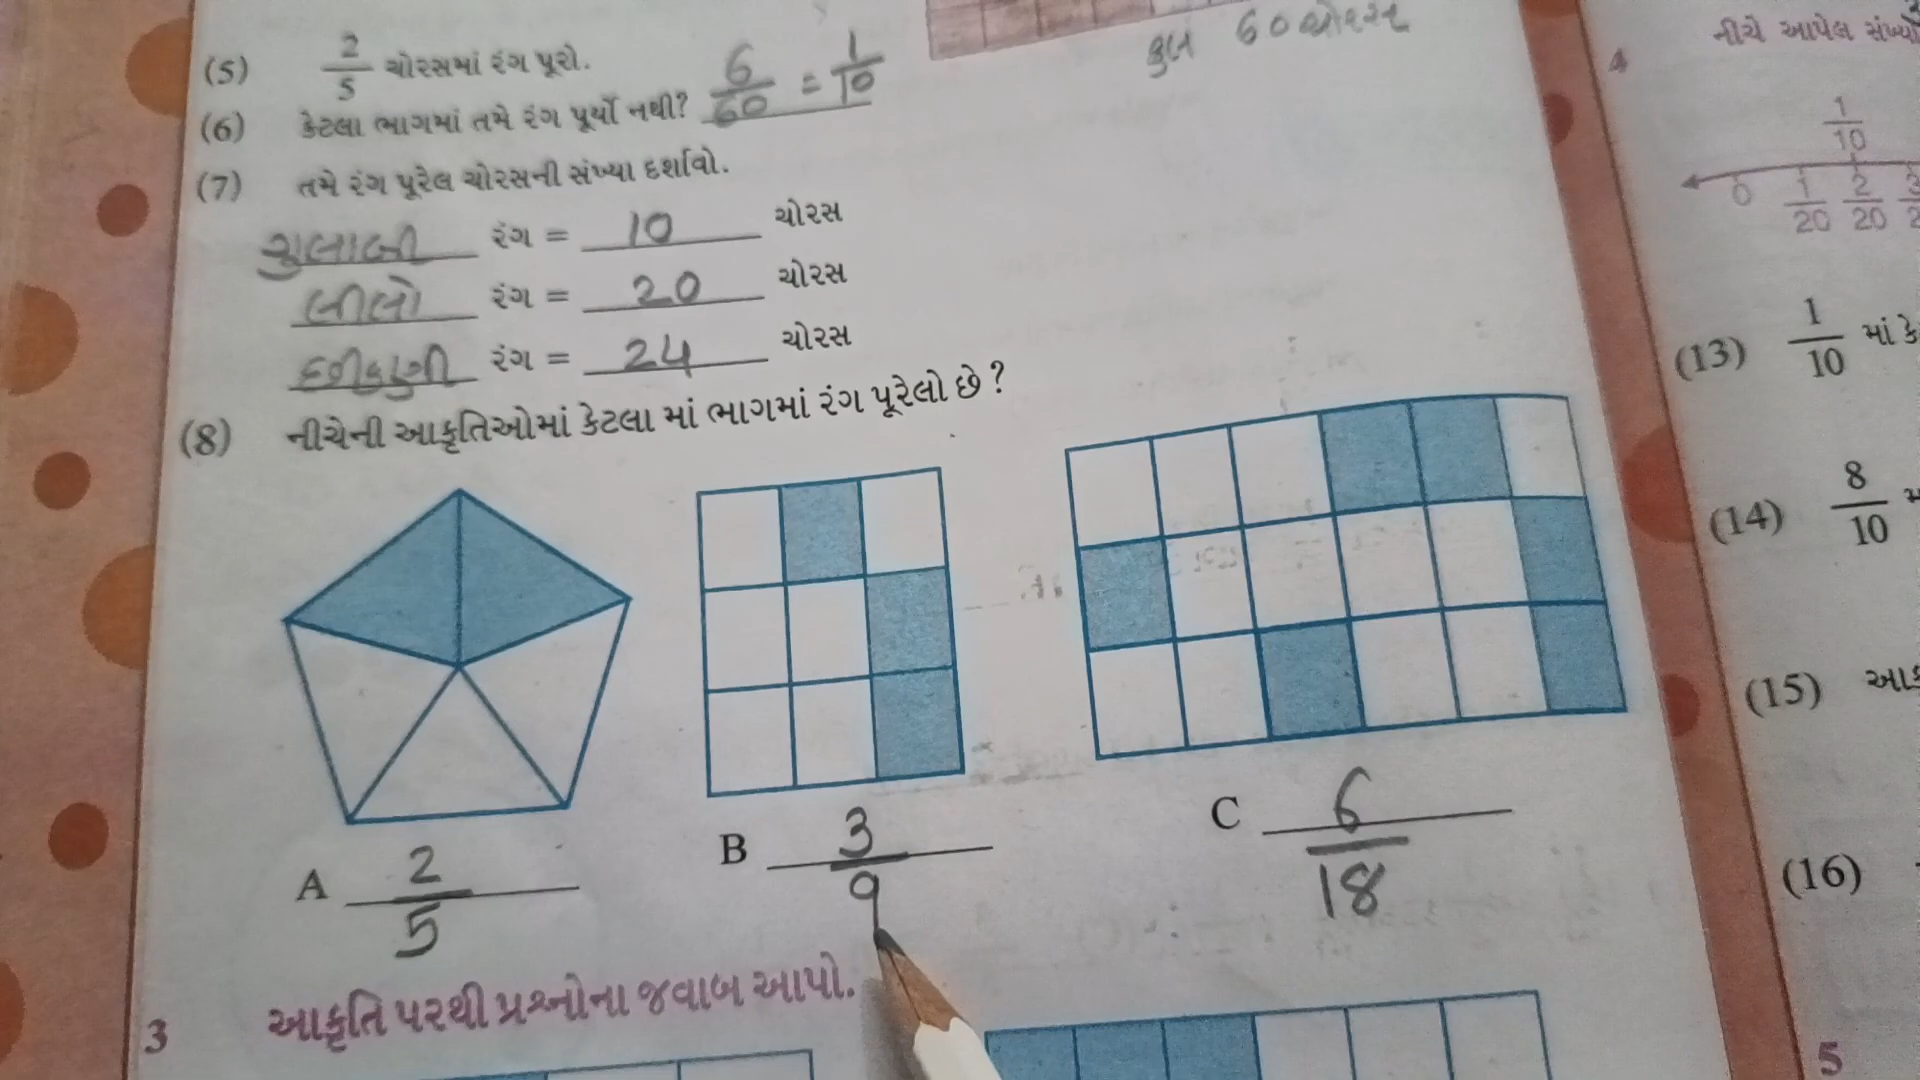 કુલ 60 ચોરસ
(5) 2/5 ચોરસમાં રંગ પૂરો.
(6) કેટલા ભાગમાં તમે રંગ પૂર્યો નથી? 6/60 = 1/10
(7) તમે રંગ પૂરેલ ચોરસની સંખ્યા દર્શાવો.
ગુલાબી રંગ = 10 ચોરસ
લીલો રંગ = 20 ચોરસ
રંગ = 24 ચોરસ
(8) નીચેની આકૃતિઓમાં કેટલા માં ભાગમાં રંગ પૂરેલો છે ?
A 2/5
B 3/9
C 6/18
3 આકૃતિ પરથી પ્રશ્નોના જવાબ આપો.
4 નીચે આપેલ
1/10
0 1/20 2/20
(13) 1/10 માં
(14) 8/10
(15)
(16)
5